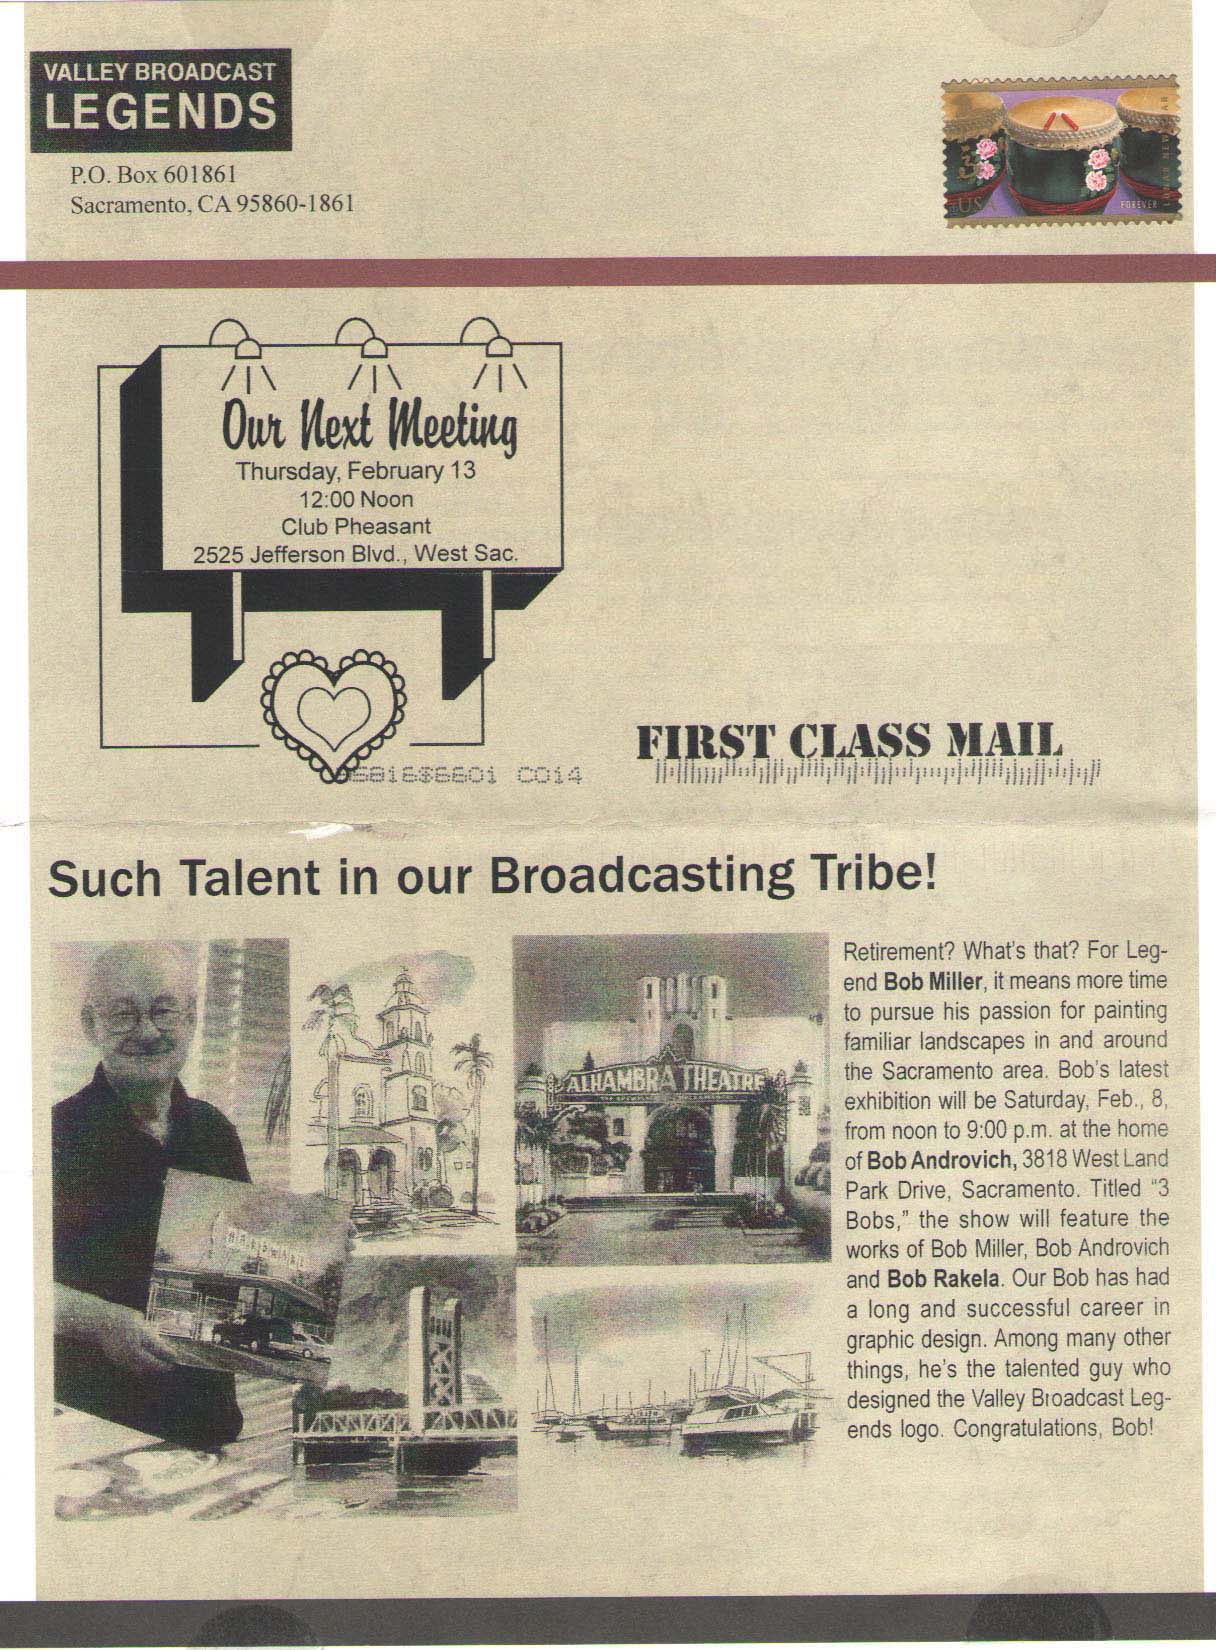 VALLEY BROADCAST
LEGENDS
P.O. Box 601861
Sacramento, CA 95860-1861
USA
FOREVER
LUNAR NEW YEAR
Our Next Meeting
Thursday, February 13
12:00 Noon
Club Pheasant
2525 Jefferson Blvd., West Sac.
FIRST CLASS MAIL
C014
Such Talent in our Broadcasting Tribe!
HARDWARE
ALHAMBRA THEATRE
Retirement? What's that? For Leg-
end Bob Miller, it means more time
to pursue his passion for painting
familiar landscapes in and around
the Sacramento area. Bob's latest
exhibition will be Saturday, Feb., 8,
from noon to 9:00 p.m. at the home
of Bob Androvich, 3818 West Land
Park Drive, Sacramento. Titled “3
Bobs,” the show will feature the
works of Bob Miller, Bob Androvich
and Bob Rakela. Our Bob has had
a long and successful career in
graphic design. Among many other
things, he's the talented guy who
designed the Valley Broadcast Leg-
ends logo. Congratulations, Bob!